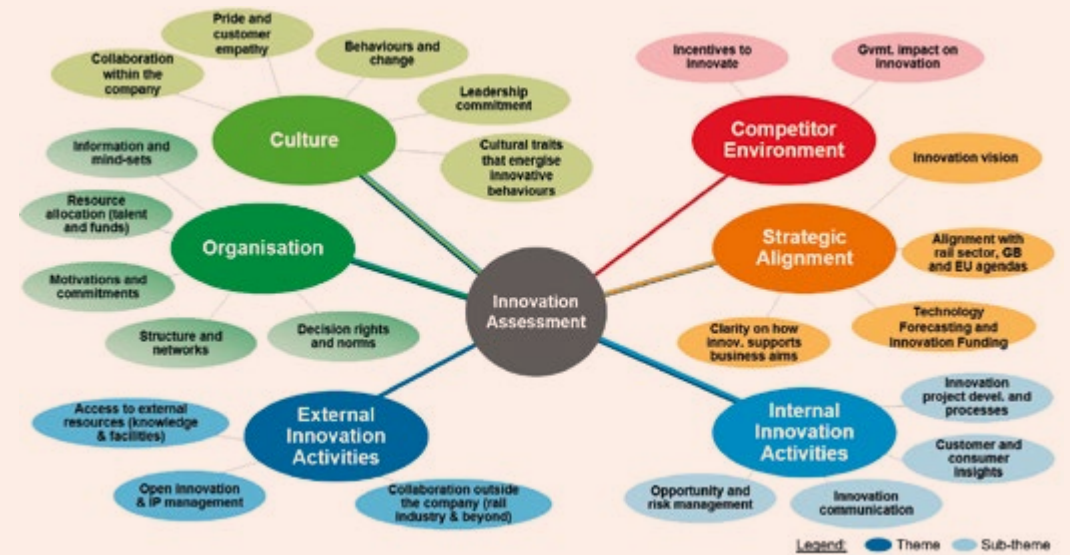 Pride and
customer
empathy
Collaboration
within the
company
Behaviours and
change
Leadership
commitment
Cultural traits
that energise
innovative
behaviours
Culture
Information and
mind-sets
Resource
allocation (talent
and funds)
Motivations and
commitments
Structure and
networks
Decision rights
and norms
Organisation
External
Innovation
Activities
Access to external
resources (knowledge
& facilities)
Open innovation
& IP management
Collaboration outside
the company (rail
industry & beyond)
Innovation
Assessment
Incentives to
innovate
Gvmt. impact on
innovation
Competitor
Environment
Innovation vision
Strategic
Alignment
Alignment with
rail sector, GB
and EU agendas
Technology
Forecasting and
Innovation Funding
Clarity on how
innov. supports
business aims
Internal
Innovation
Activities
Innovation
project devel. and
processes
Customer and
consumer
insights
Innovation
communication
Opportunity and
risk management
Legend: Theme Sub-theme